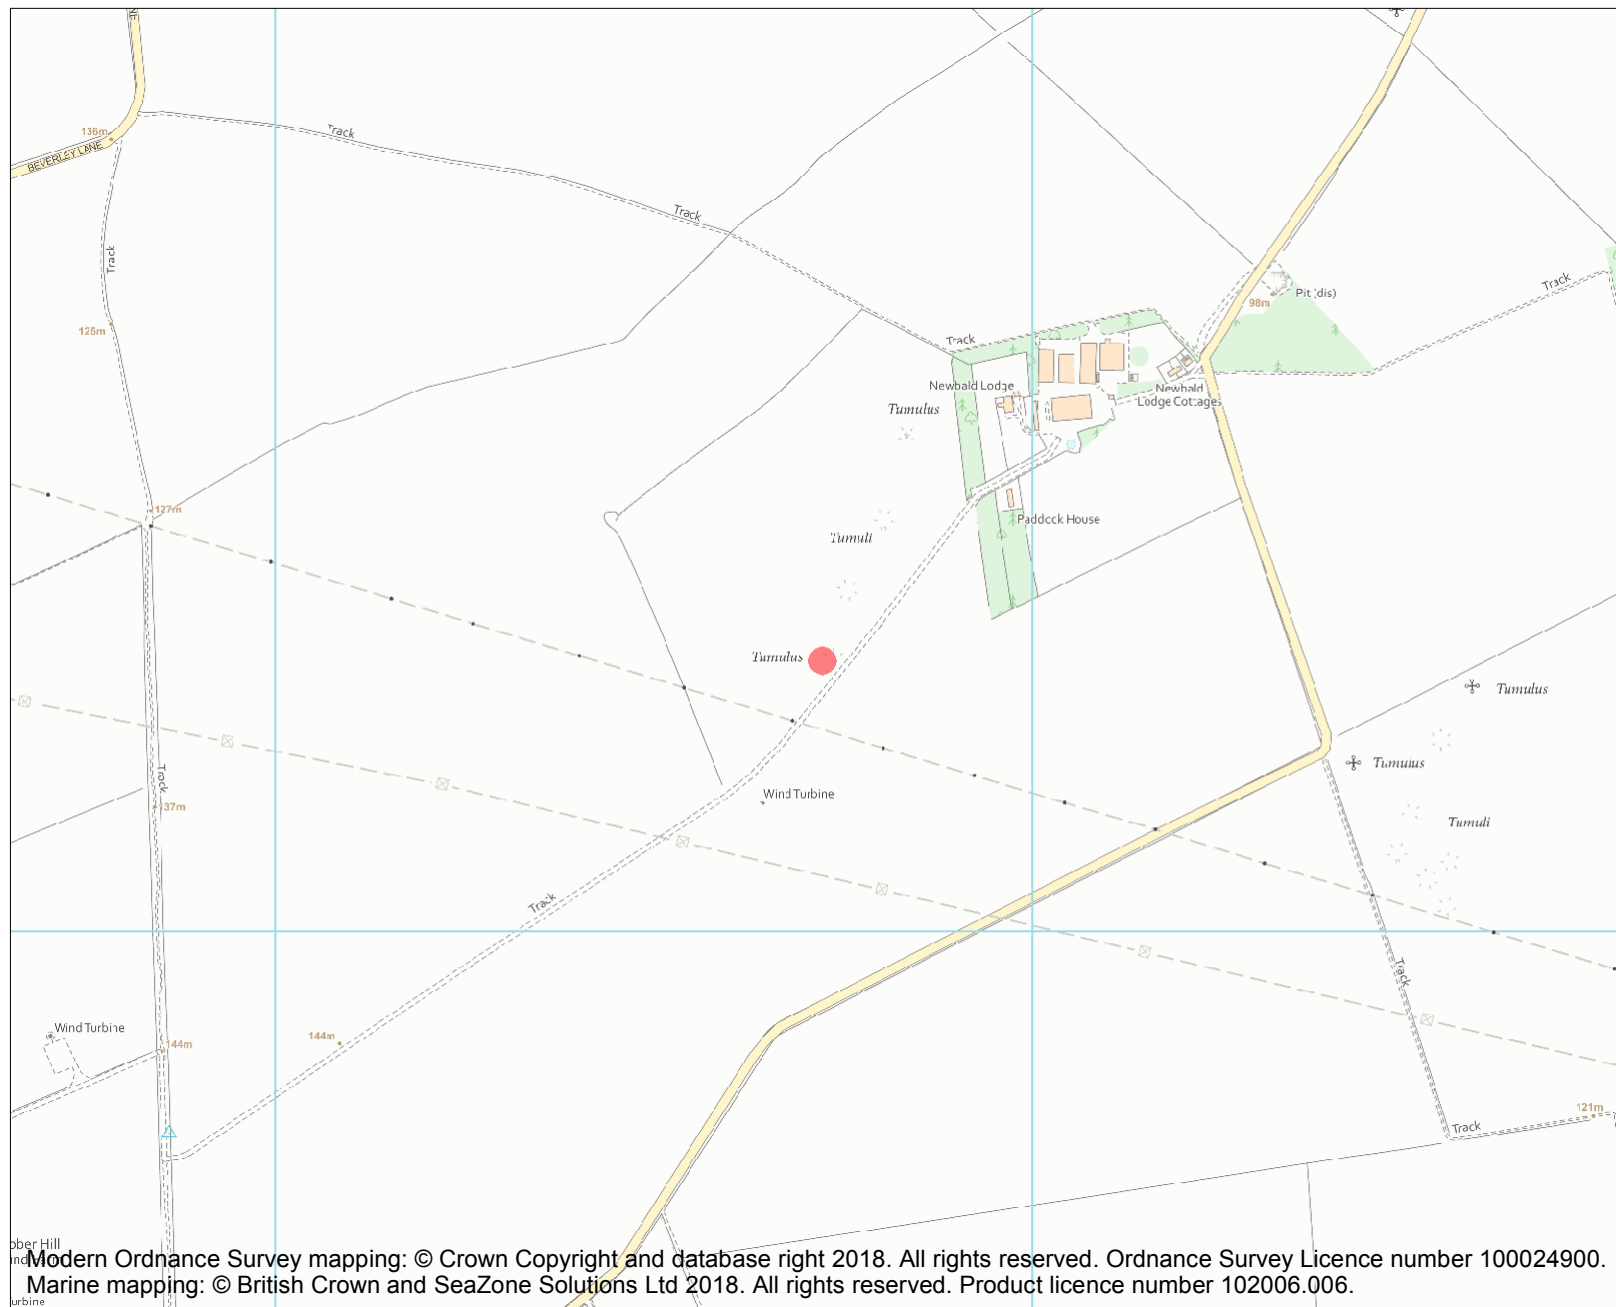 136m
BEVERLEY LANE
Track
Track
Track
125m
Track
Newbald Lodge
Tumulus
Newbald
Lodge Cottages
98m
Pit (dis)
Track
127m
Tumuli
Paddock House
Tumulus
Tumulus
Tumulus
Tumuli
Track
137m
Wind Turbine
Track
Track
Wind Turbine
144m
144m
121m
Track
Modern Ordnance Survey mapping: © Crown Copyright and database right 2018. All rights reserved. Ordnance Survey Licence number 100024900.
Marine mapping: © British Crown and SeaZone Solutions Ltd 2018. All rights reserved. Product licence number 102006.006.